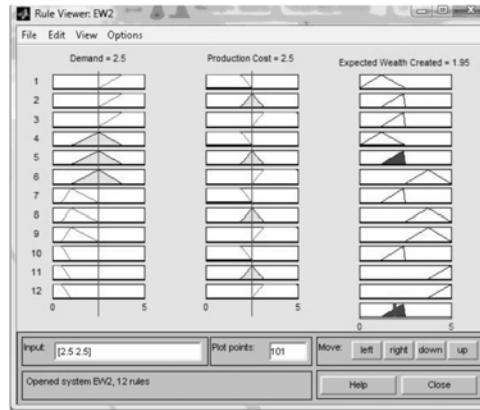 Rule Viewer: EW2
File Edit View Options
Demand = 2.5 Production Cost = 2.5 Expected Wealth Created = 1.95
1
2
3
4
5
6
7
8
9
10
11
12
0 5 0 5
0 5
Input: [2.5 2.5] Plot points: 101 Move: left right down up
Opened system EW2, 12 rules Help Close